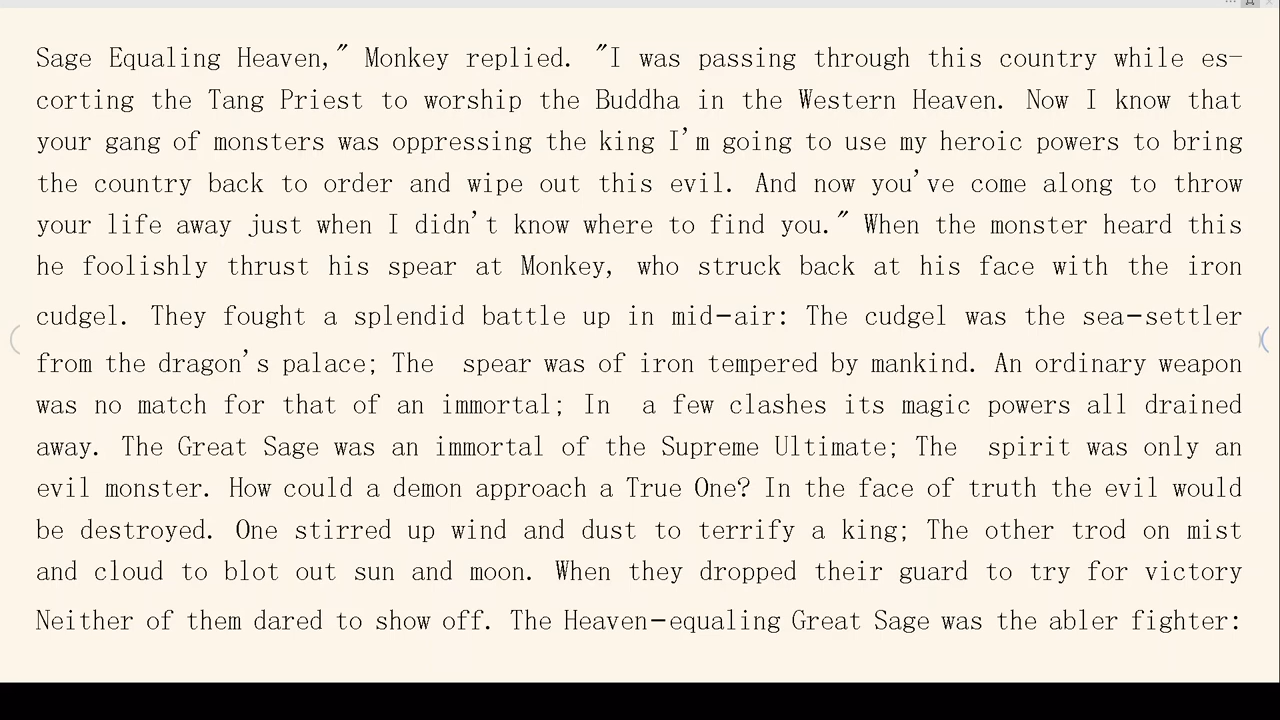 Sage Equaling Heaven," Monkey replied. "I was passing through this country while es-
corting the Tang Priest to worship the Buddha in the Western Heaven. Now I know that
your gang of monsters was oppressing the king I'm going to use my heroic powers to bring
the country back to order and wipe out this evil. And now you've come along to throw
your life away just when I didn't know where to find you." When the monster heard this
he foolishly thrust his spear at Monkey, who struck back at his face with the iron
cudgel. They fought a splendid battle up in mid-air: The cudgel was the sea-settler
from the dragon's palace; The  spear was of iron tempered by mankind. An ordinary weapon
was no match for that of an immortal; In  a few clashes its magic powers all drained
away. The Great Sage was an immortal of the Supreme Ultimate; The  spirit was only an
evil monster. How could a demon approach a True One? In the face of truth the evil would
be destroyed. One stirred up wind and dust to terrify a king; The other trod on mist
and cloud to blot out sun and moon. When they dropped their guard to try for victory
Neither of them dared to show off. The Heaven-equaling Great Sage was the abler fighter: